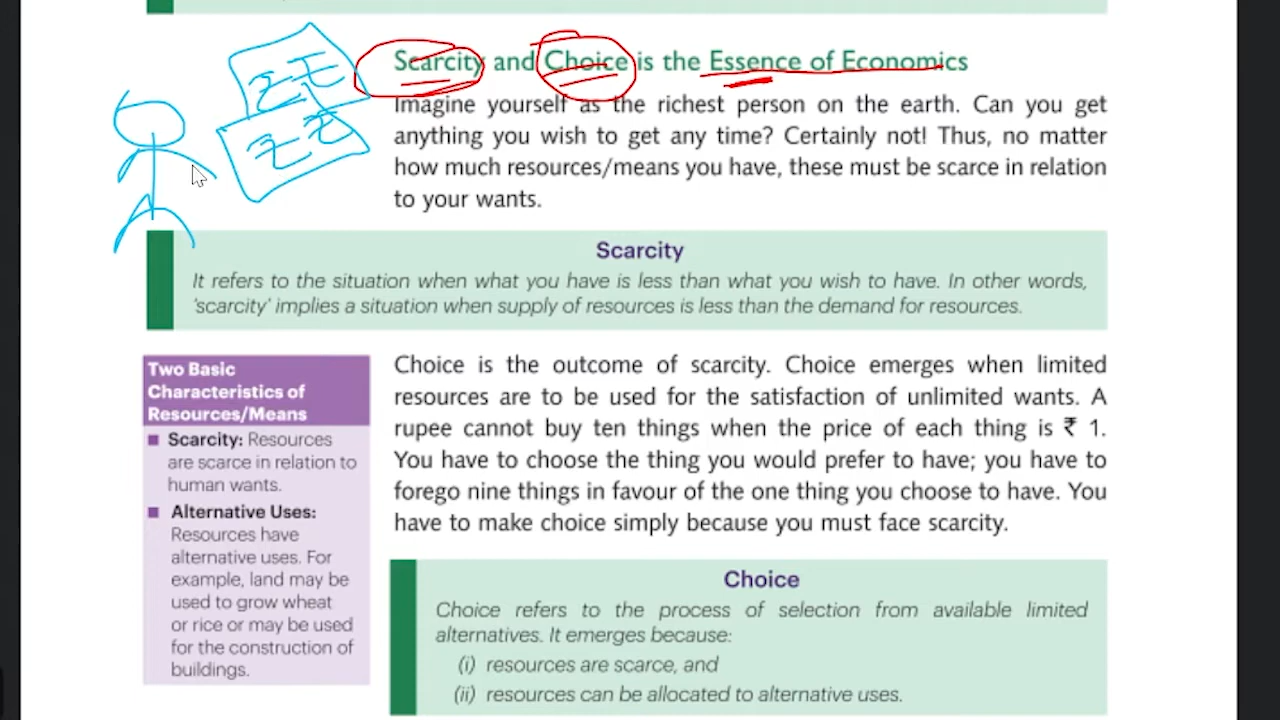 Scarcity and Choice is the Essence of Economics
Imagine yourself as the richest person on the earth. Can you get
anything you wish to get any time? Certainly not! Thus, no matter
how much resources/means you have, these must be scarce in relation
to your wants.
₹ ₹
₹ ₹
Scarcity
It refers to the situation when what you have is less than what you wish to have. In other words,
'scarcity' implies a situation when supply of resources is less than the demand for resources.
Two Basic
Characteristics of
Resources/Means
■ Scarcity: Resources
are scarce in relation to
human wants.
■ Alternative Uses:
Resources have
alternative uses. For
example, land may be
used to grow wheat
or rice or may be used
for the construction of
buildings.
Choice is the outcome of scarcity. Choice emerges when limited
resources are to be used for the satisfaction of unlimited wants. A
rupee cannot buy ten things when the price of each thing is ₹ 1.
You have to choose the thing you would prefer to have; you have to
forego nine things in favour of the one thing you choose to have. You
have to make choice simply because you must face scarcity.
Choice
Choice refers to the process of selection from available limited
alternatives. It emerges because:
(i) resources are scarce, and
(ii) resources can be allocated to alternative uses.